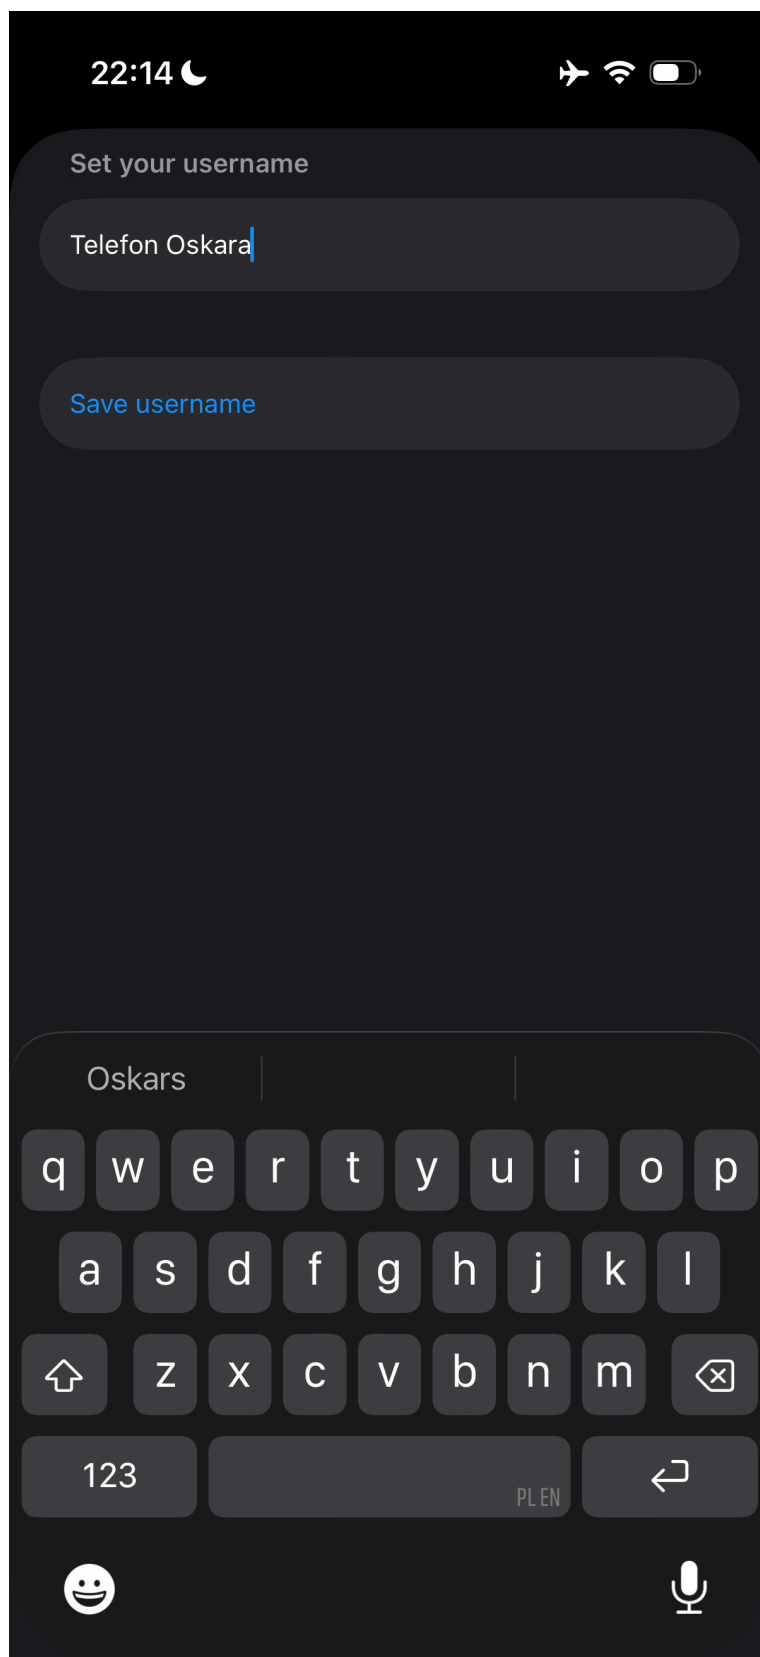 22:14
Set your username
Telefon Oskara
Save username
Oskars
q w e r t y u i o p
a s d f g h j k l
z x c v b n m
123
PL EN